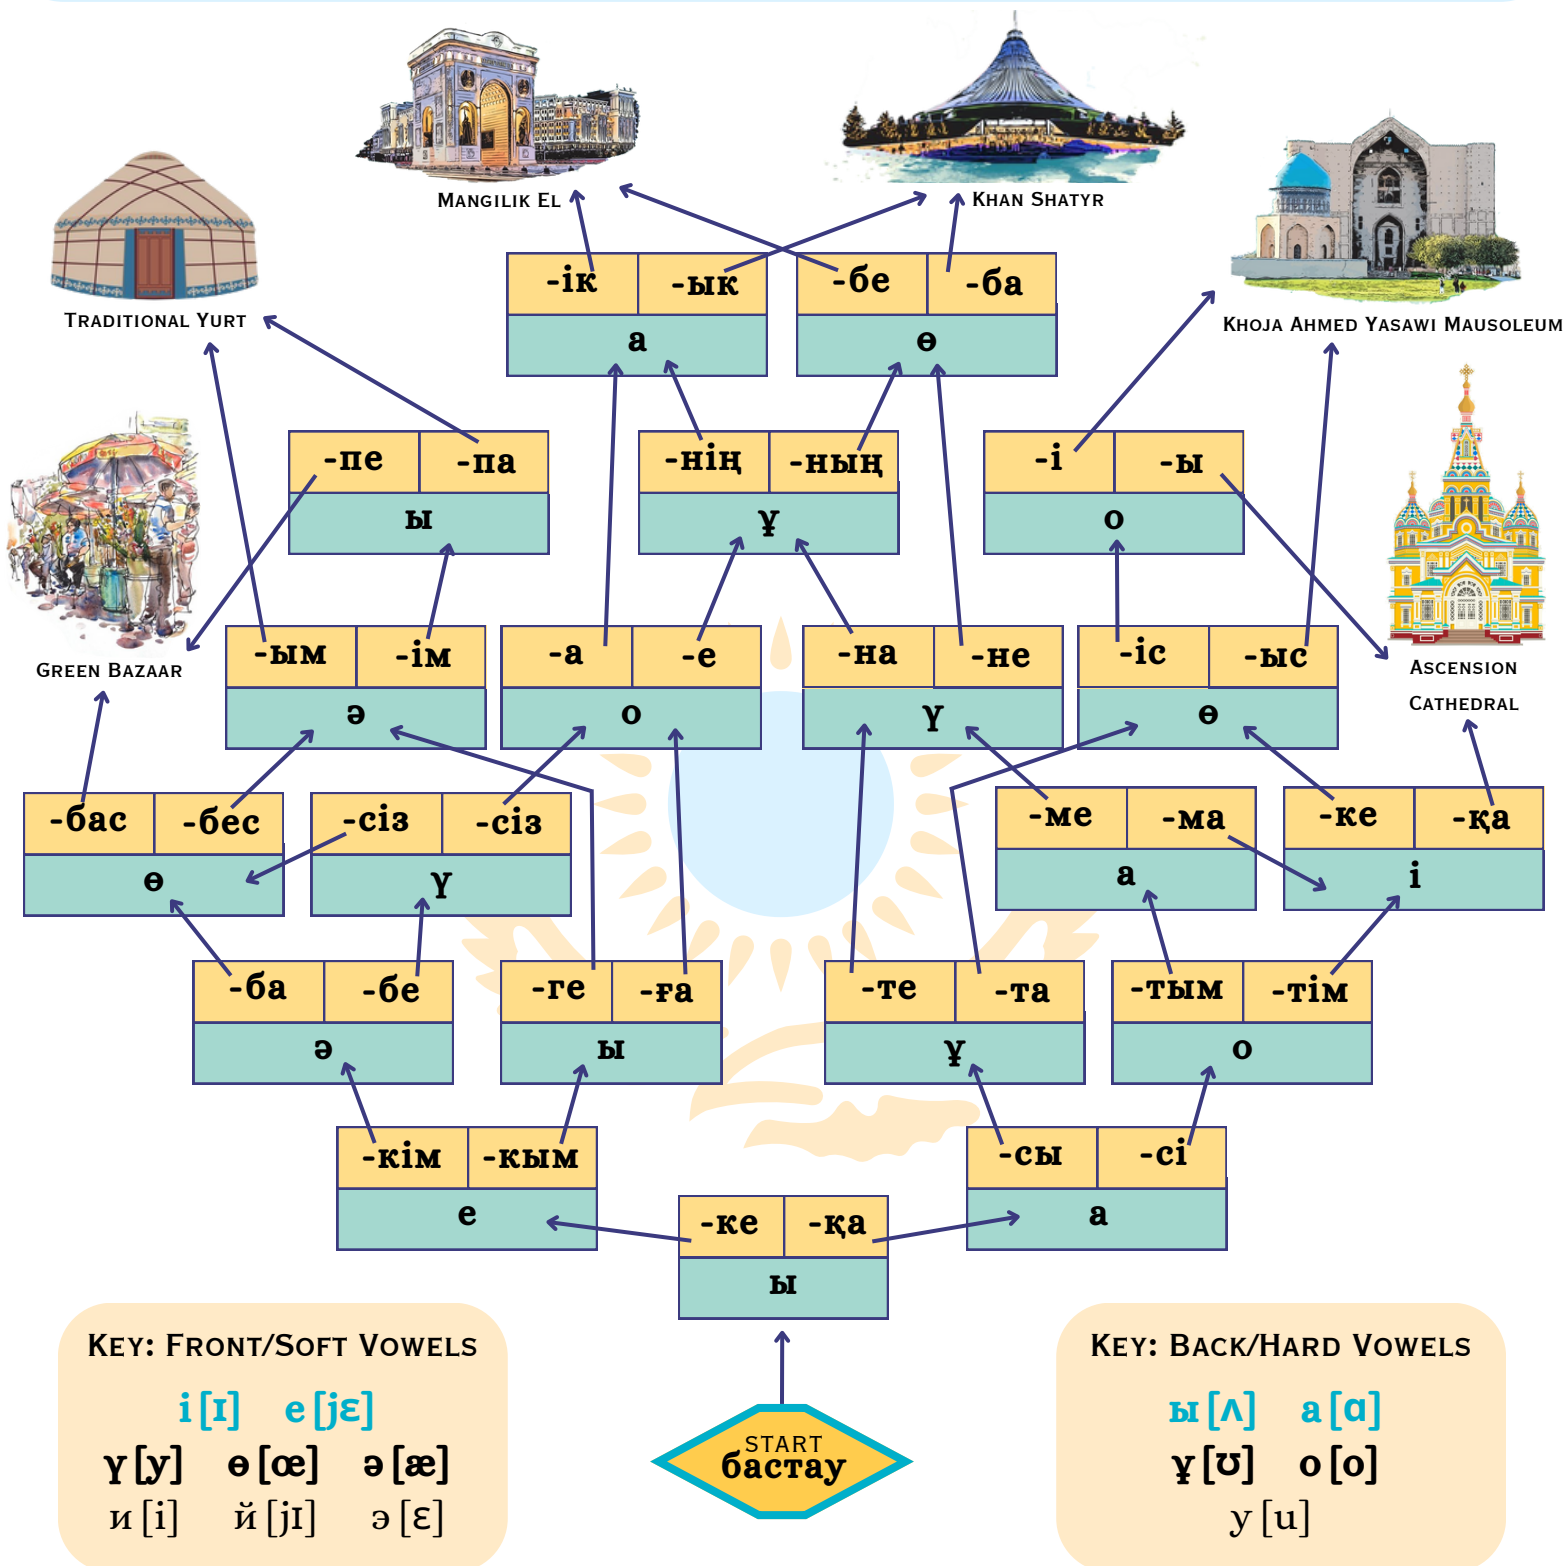 MANGILIK EL
KHAN SHATYR
TRADITIONAL YURT
KHOJA AHMED YASAWI MAUSOLEUM
-ік -ык
а
-бе -ба
ө
-пе -па
ы
-нің -ның
ұ
-і -ы
о
GREEN BAZAAR
ASCENSION
CATHEDRAL
-ым -ім
ә
-а -е
о
-на -не
ү
-іс -ыс
ө
-бас -бес
ө
-сіз -сіз
ү
-ме -ма
а
-ке -қа
і
-ба -бе
ә
-ге -ға
ы
-те -та
ұ
-тым -тім
о
-кім -кым
е
-сы -сі
а
-ке -қа
ы
START
бастау
KEY: FRONT/SOFT VOWELS
і [ɪ] е [jɛ]
ү [y] ө [œ] ә [æ]
и [i] й [jɪ] э [ɛ]
KEY: BACK/HARD VOWELS
ы [ʌ] а [ɑ]
ұ [ʊ] о [o]
у [u]